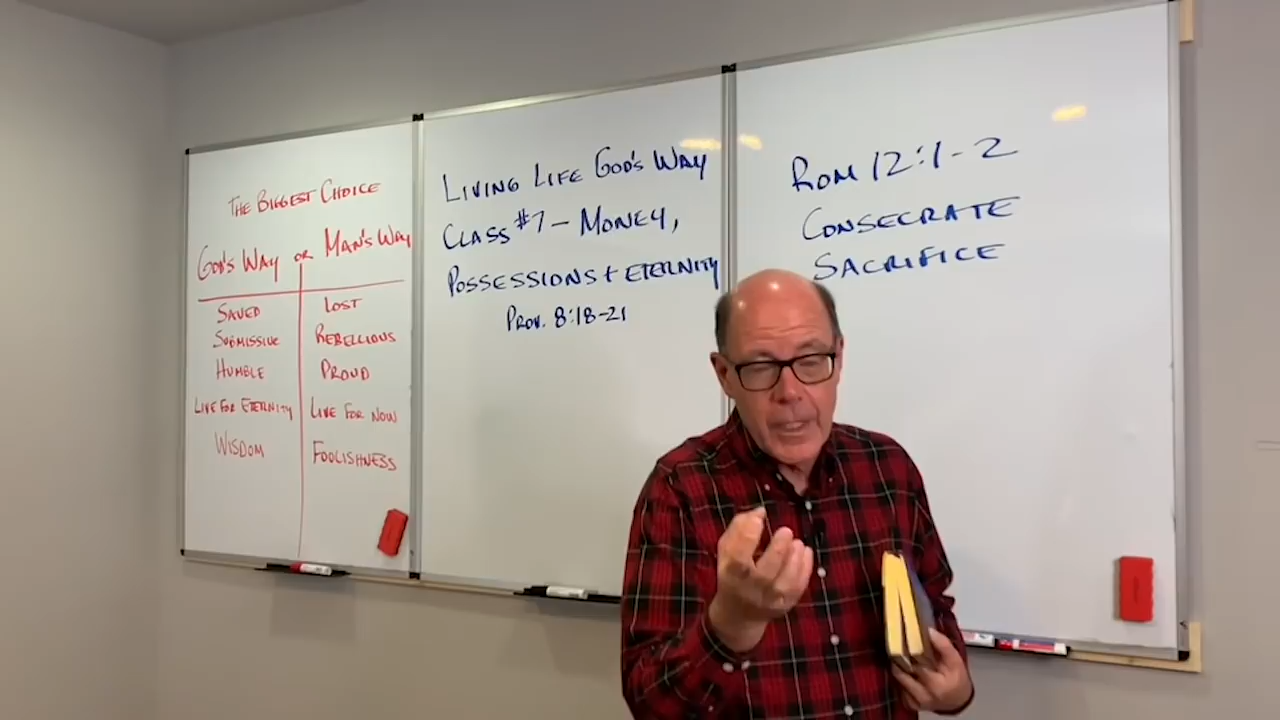 THE BIGGEST CHOICE
GOD'S WAY OR MAN'S WAY
SAVED LOST
SUBMISSIVE REBELLIOUS
HUMBLE PROUD
LIVE FOR ETERNITY LIVE FOR NOW
WISDOM FOOLISHNESS
LIVING LIFE GOD'S WAY
CLASS #7 - MONEY,
POSSESSIONS + ETERNITY
PROV. 8:18-21
ROM 12:1-2
CONSECRATE
SACRIFICE